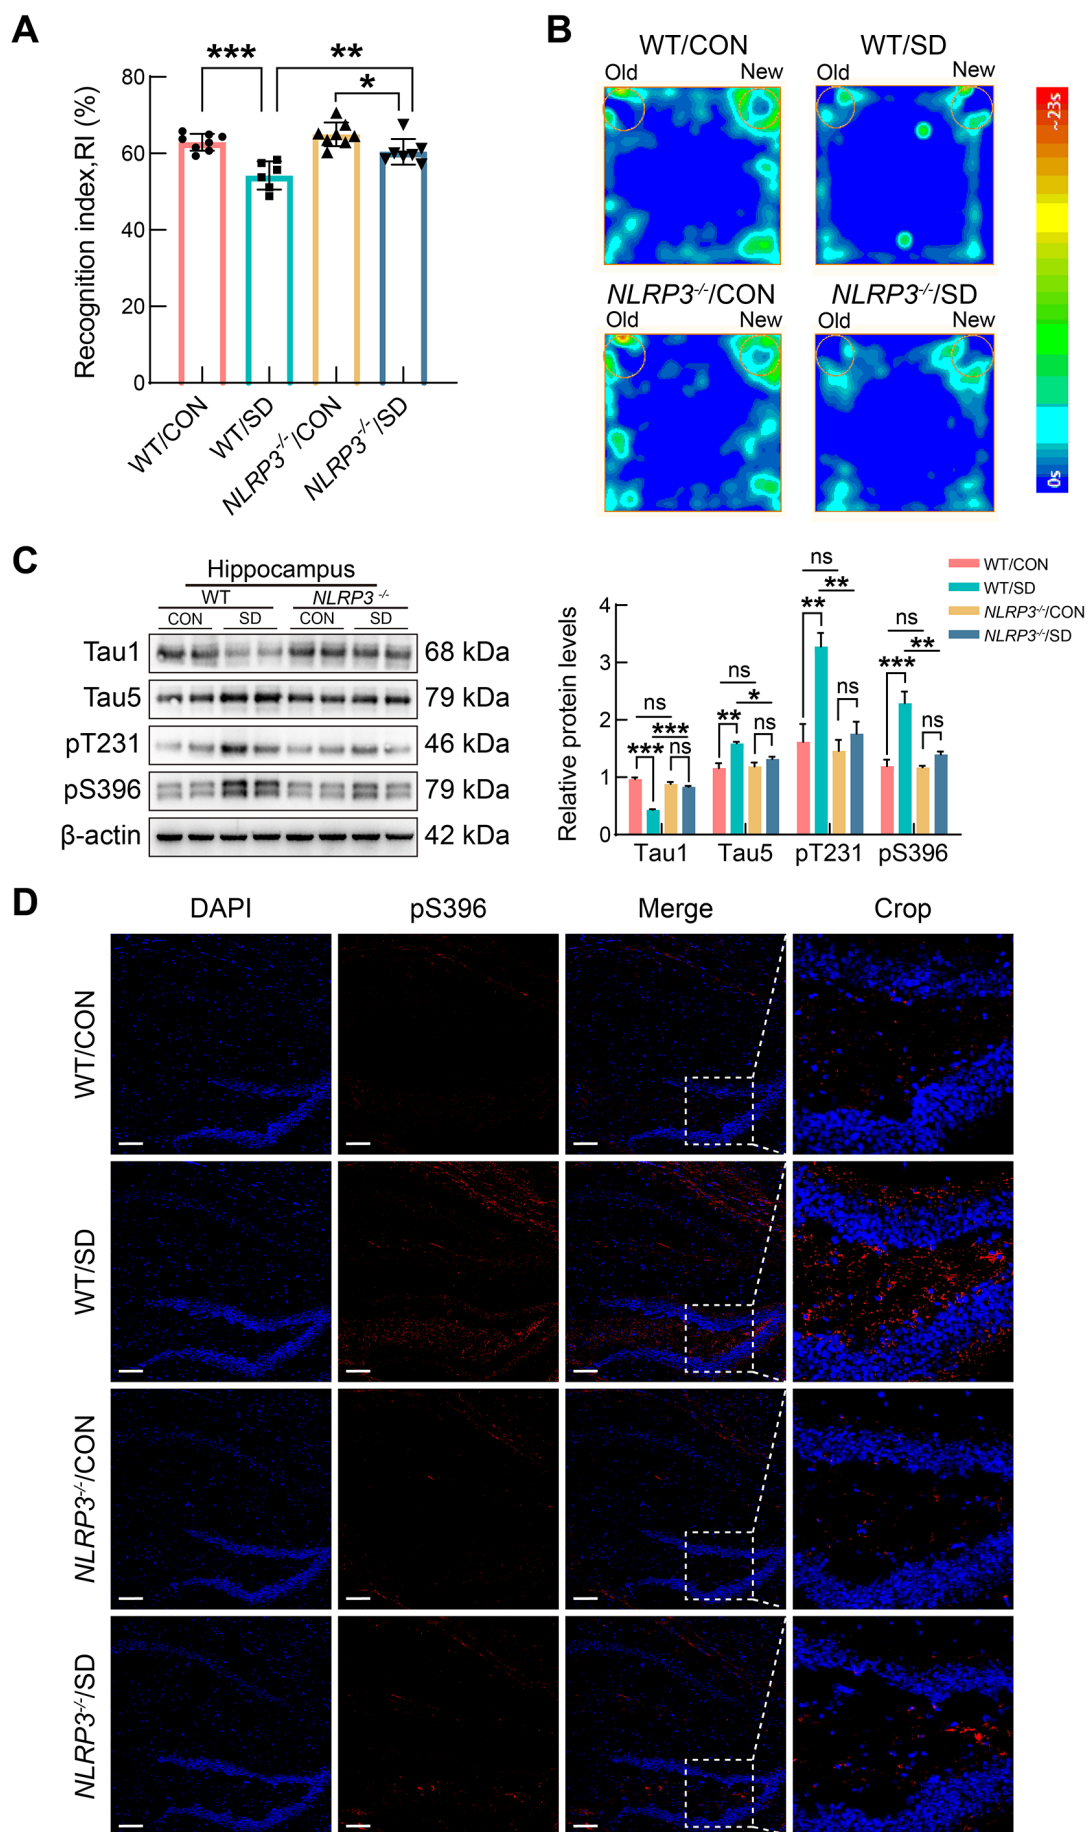 A
Recognition index,RI (%)
80
60
40
20
0
***
**
*
WT/CON
WT/SD
NLRP3-/-/CON
NLRP3-/-/SD
B
WT/CON
WT/SD
Old New
Old New
NLRP3-/-/CON
NLRP3-/-/SD
Old New
Old New
~23s
0s
C
Hippocampus
WT NLRP3 -/-
CON SD CON SD
Tau1 68 kDa
Tau5 79 kDa
pT231 46 kDa
pS396 79 kDa
β-actin 42 kDa
Relative protein levels
4
3
2
1
0
ns
***
***
ns
ns
*
**
ns
ns
**
**
ns
ns
**
***
ns
Tau1 Tau5 pT231 pS396
WT/CON
WT/SD
NLRP3-/-/CON
NLRP3-/-/SD
D
DAPI pS396 Merge Crop
WT/CON
WT/SD
NLRP3-/-/CON
NLRP3-/-/SD